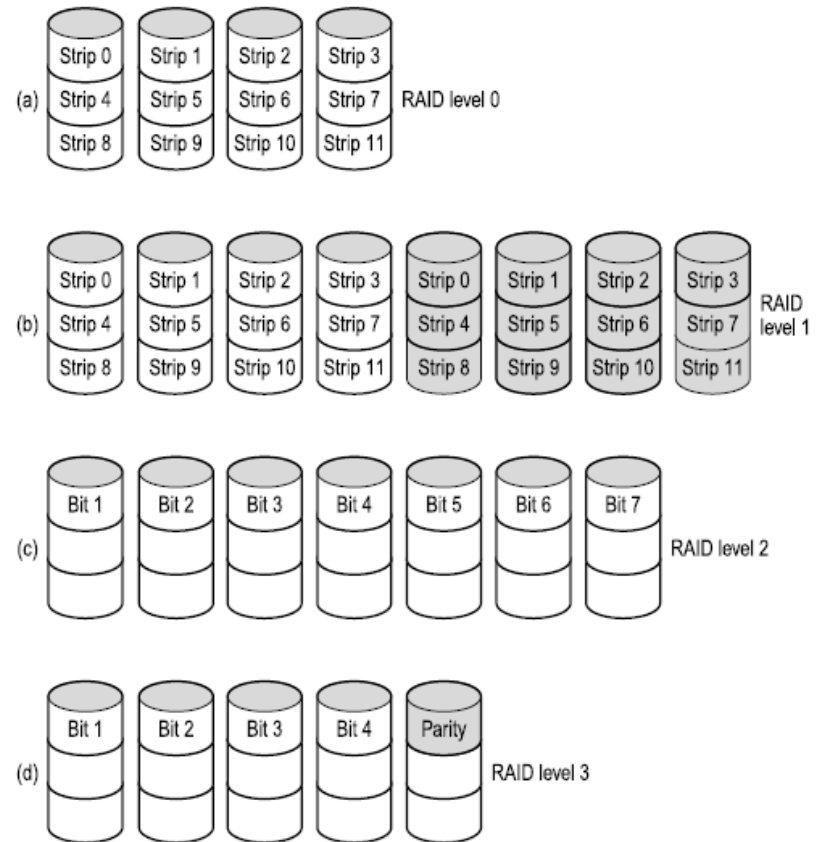 Strip 0 Strip 1 Strip 2 Strip 3
(a) Strip 4 Strip 5 Strip 6 Strip 7 RAID level 0
Strip 8 Strip 9 Strip 10 Strip 11
Strip 0 Strip 1 Strip 2 Strip 3 Strip 0 Strip 1 Strip 2 Strip 3
(b) Strip 4 Strip 5 Strip 6 Strip 7 Strip 4 Strip 5 Strip 6 Strip 7 RAID level 1
Strip 8 Strip 9 Strip 10 Strip 11 Strip 8 Strip 9 Strip 10 Strip 11
Bit 1 Bit 2 Bit 3 Bit 4 Bit 5 Bit 6 Bit 7
(c) RAID level 2
Bit 1 Bit 2 Bit 3 Bit 4 Parity
(d) RAID level 3